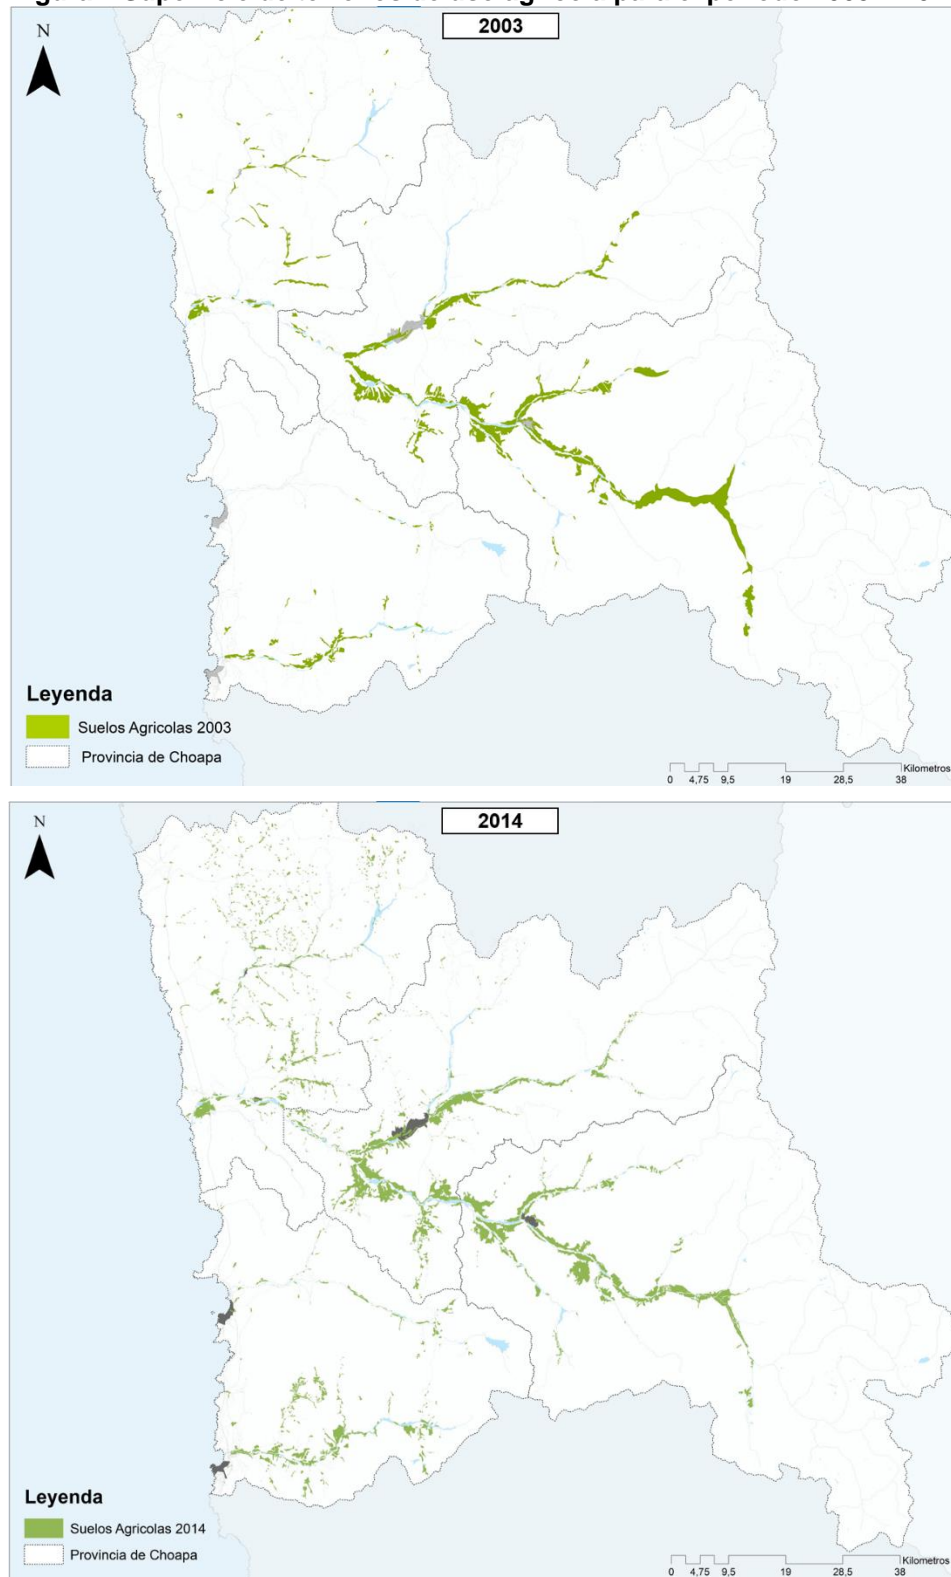 2003
N
Leyenda
Suelos Agricolas 2003
Provincia de Choapa
Kilometros
0 4,75 9,5 19 28,5 38
2014
N
Leyenda
Suelos Agricolas 2014
Provincia de Choapa
Kilometros
0 4,75 9,5 19 28,5 38